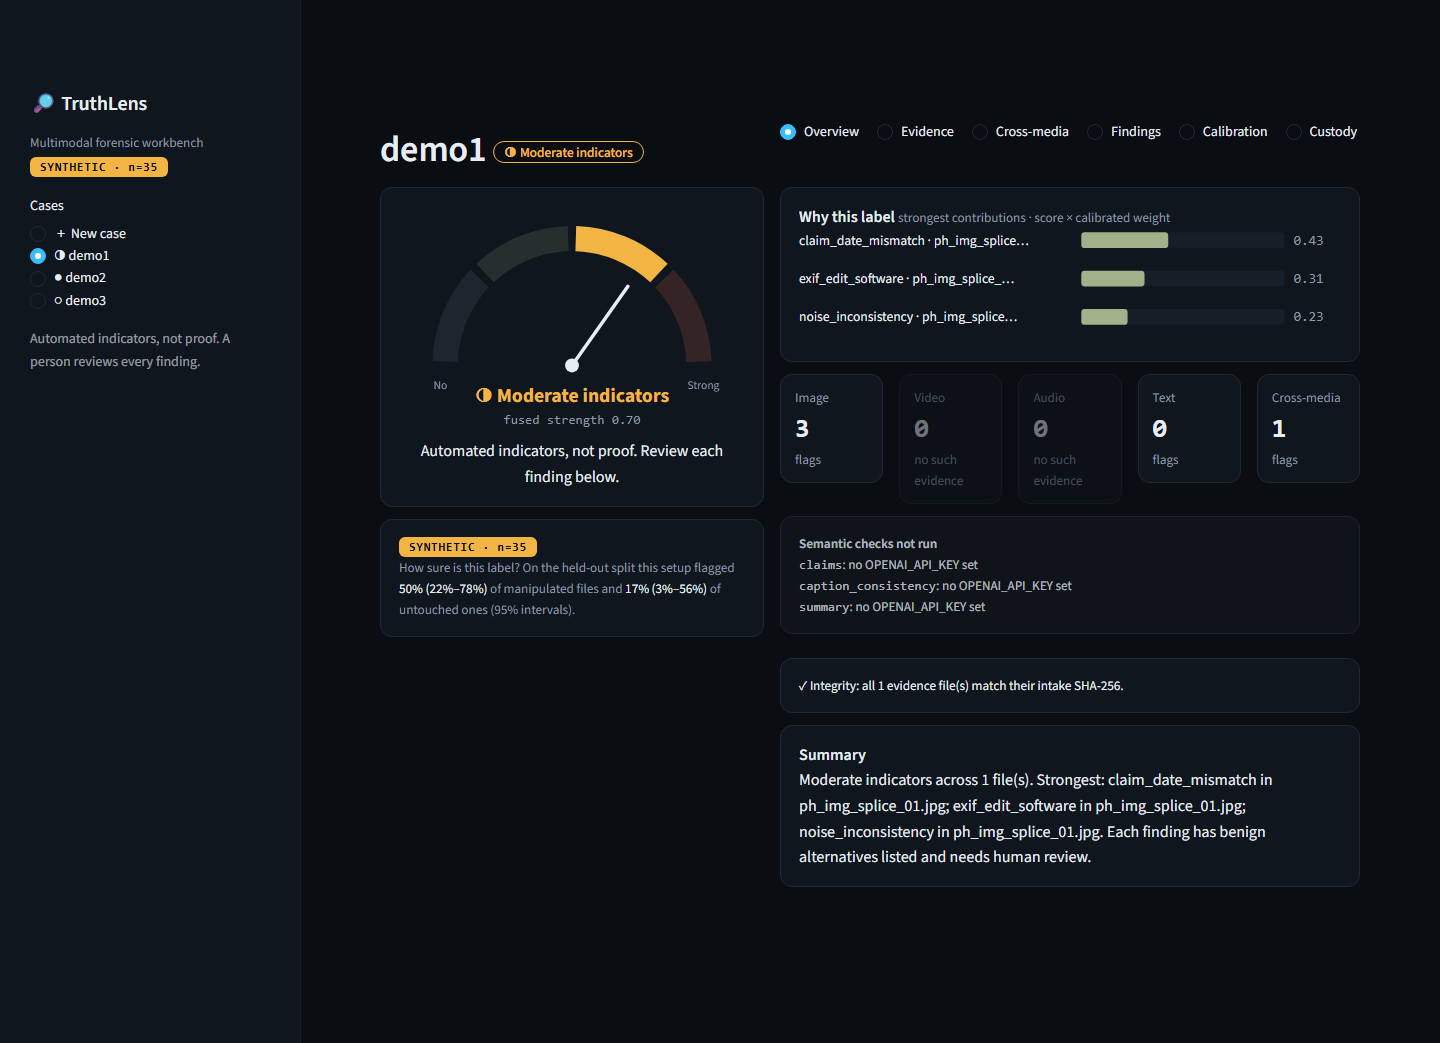 TruthLens
Multimodal forensic workbench
SYNTHETIC · n=35
Cases
+ New case
demo1
demo2
demo3
Automated indicators, not proof. A
person reviews every finding.
demo1
Moderate indicators
Overview
Evidence
Cross-media
Findings
Calibration
Custody
No
Strong
Moderate indicators
fused strength 0.70
Automated indicators, not proof. Review each
finding below.
SYNTHETIC · n=35
How sure is this label? On the held-out split this setup flagged
50% (22%–78%) of manipulated files and 17% (3%–56%) of
untouched ones (95% intervals).
Why this label strongest contributions · score × calibrated weight
claim_date_mismatch · ph_img_splice… 0.43
exif_edit_software · ph_img_splice_… 0.31
noise_inconsistency · ph_img_splice… 0.23
Image
3
flags
Video
0
no such
evidence
Audio
0
no such
evidence
Text
0
flags
Cross-media
1
flags
Semantic checks not run
claims: no OPENAI_API_KEY set
caption_consistency: no OPENAI_API_KEY set
summary: no OPENAI_API_KEY set
✓ Integrity: all 1 evidence file(s) match their intake SHA-256.
Summary
Moderate indicators across 1 file(s). Strongest: claim_date_mismatch in
ph_img_splice_01.jpg; exif_edit_software in ph_img_splice_01.jpg;
noise_inconsistency in ph_img_splice_01.jpg. Each finding has benign
alternatives listed and needs human review.